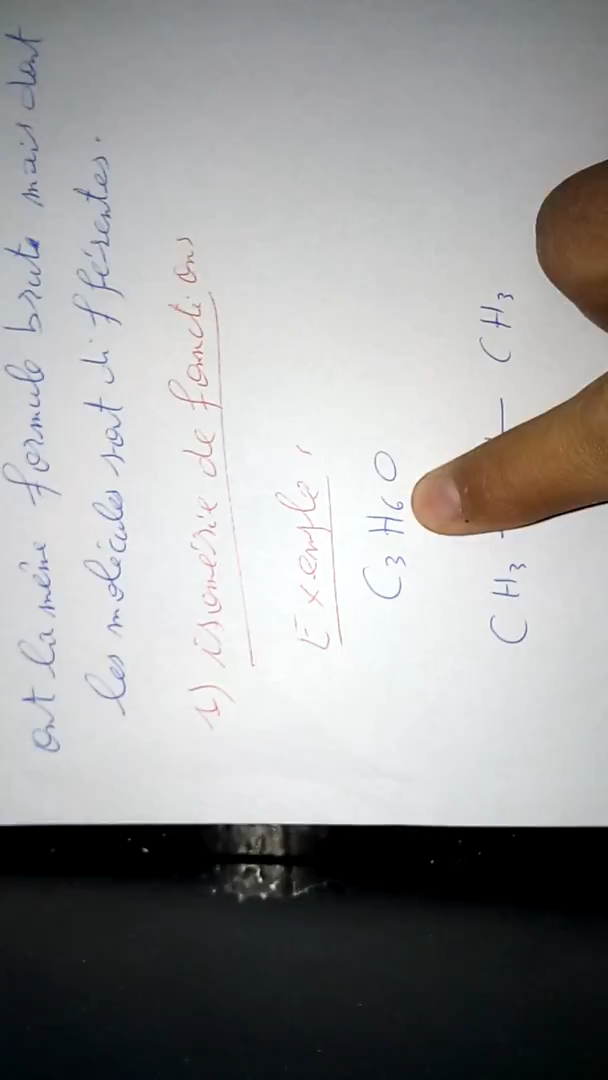 ont la même formule brute mais dont
les molécules sont différentes.
1) isomérie de fonctions
Exemple:
C3H6O
CH3 — CH3